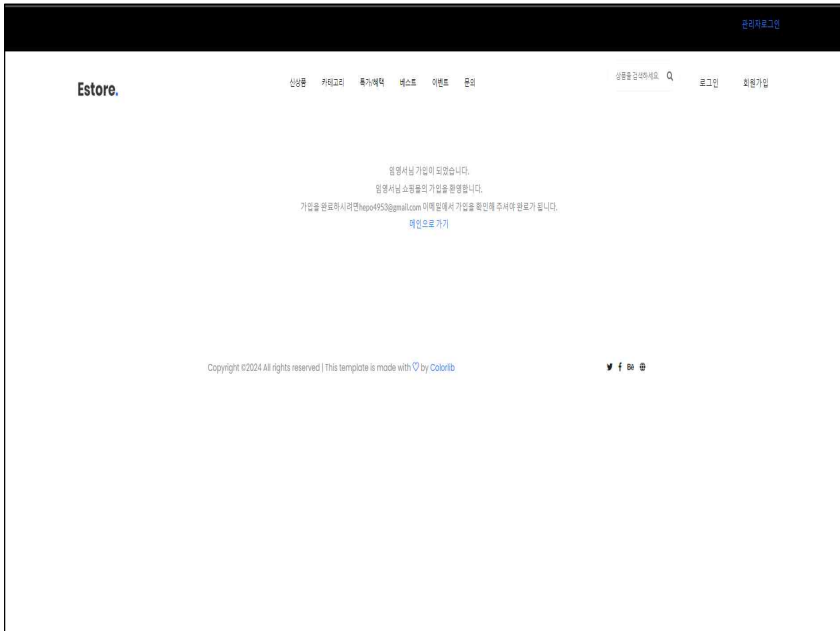 관리자로그인
Estore.
신상품 카테고리 특가/혜택 베스트 이벤트 문의
상품을 검색하세요
로그인 회원가입
임영서님 가입이 되었습니다.
임영서님 쇼핑몰의 가입을 환영합니다.
가입을 완료하시려면hepo4953@gmail.com 이메일에서 가입을 확인해 주셔야 완료가 됩니다.
메인으로 가기
Copyright ©2024 All rights reserved | This template is made with ♡ by Colorlib